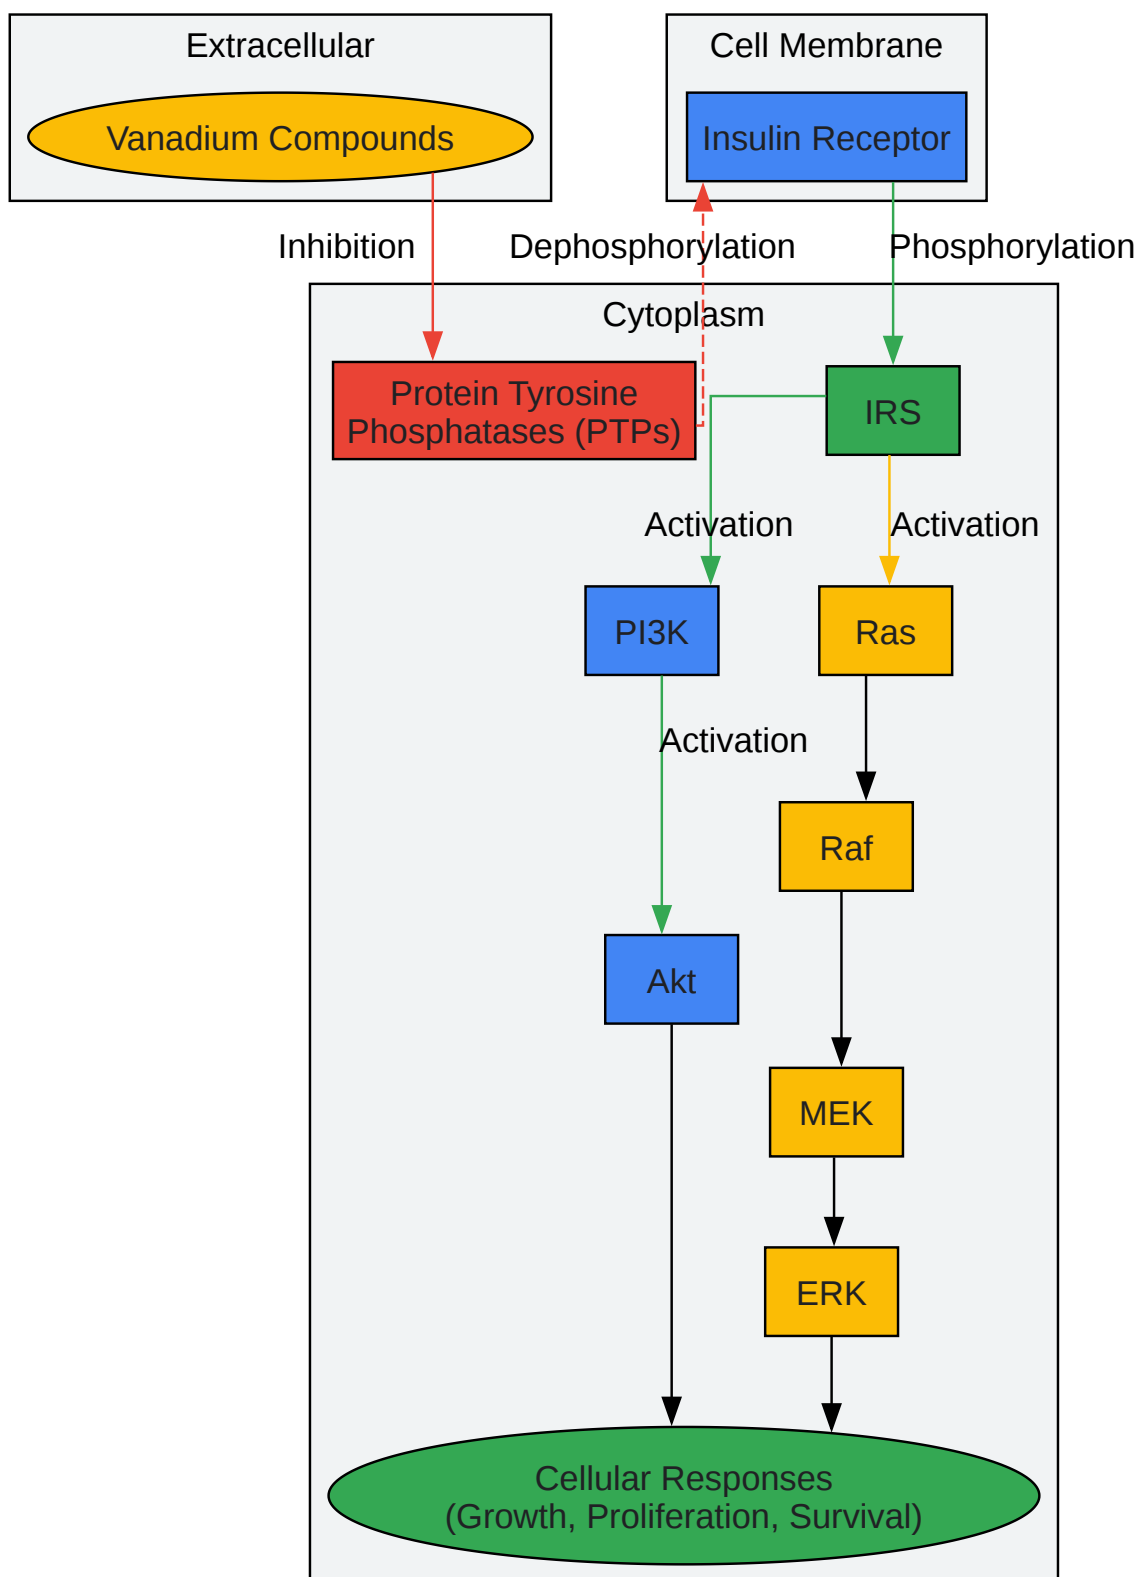 Extracellular
Cell Membrane
Vanadium Compounds
Insulin Receptor
Inhibition
Dephosphorylation
Phosphorylation
Cytoplasm
Protein Tyrosine
Phosphatases (PTPs)
IRS
Activation
Activation
PI3K
Ras
Activation
Raf
Akt
MEK
ERK
Cellular Responses
(Growth, Proliferation, Survival)